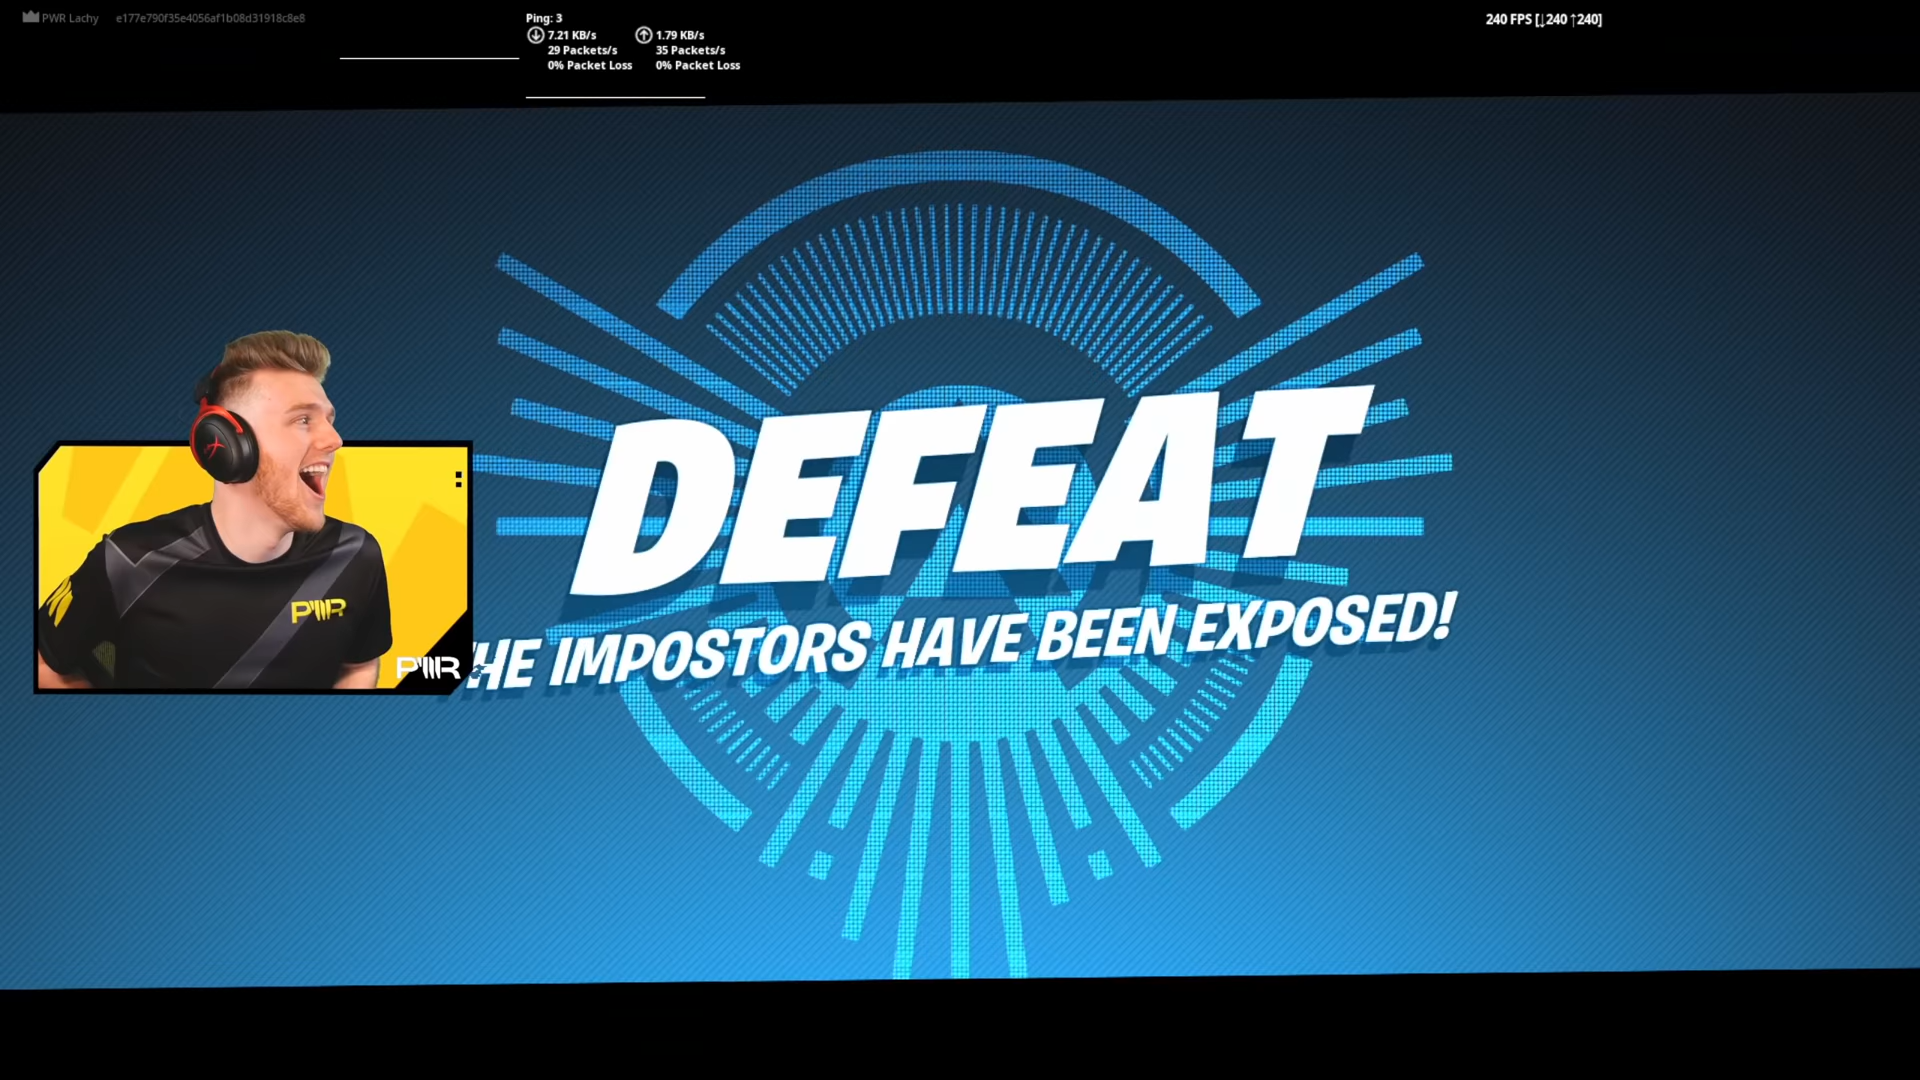 PWR Lachy e177e790f35e4056af1b08d31918c8e8
Ping: 3
7.21 KB/s 1.79 KB/s
29 Packets/s 35 Packets/s
0% Packet Loss 0% Packet Loss
240 FPS [↓240 ↑240]
DEFEAT
HE IMPOSTORS HAVE BEEN EXPOSED!
PWR
PWR